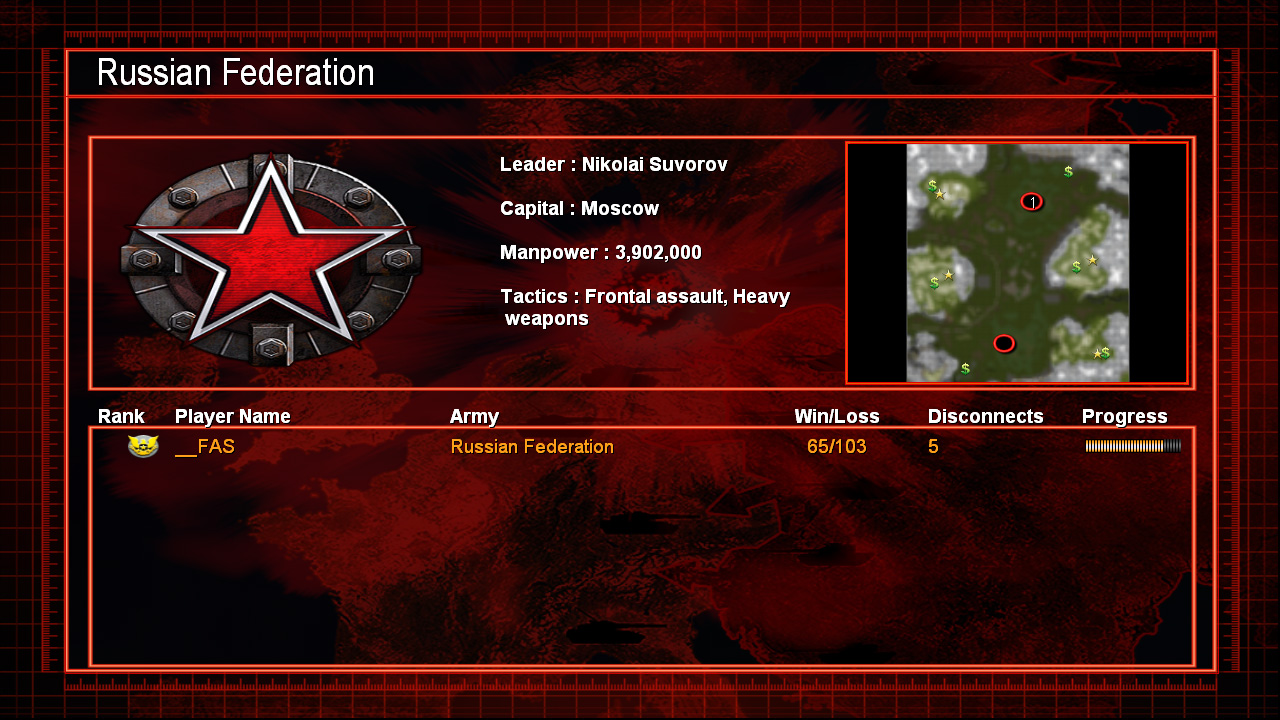 Russian Federation
Leader : Nikolai Suvorov
Capital : Moscow
Manpower : 3,902,000
Tactics : Frontal assault, Heavy
weapons
$
$
1
$
$
$
$
Rank Player Name Army Win/Loss Disconnects Progress
__FAS Russian Federation 65/103 5